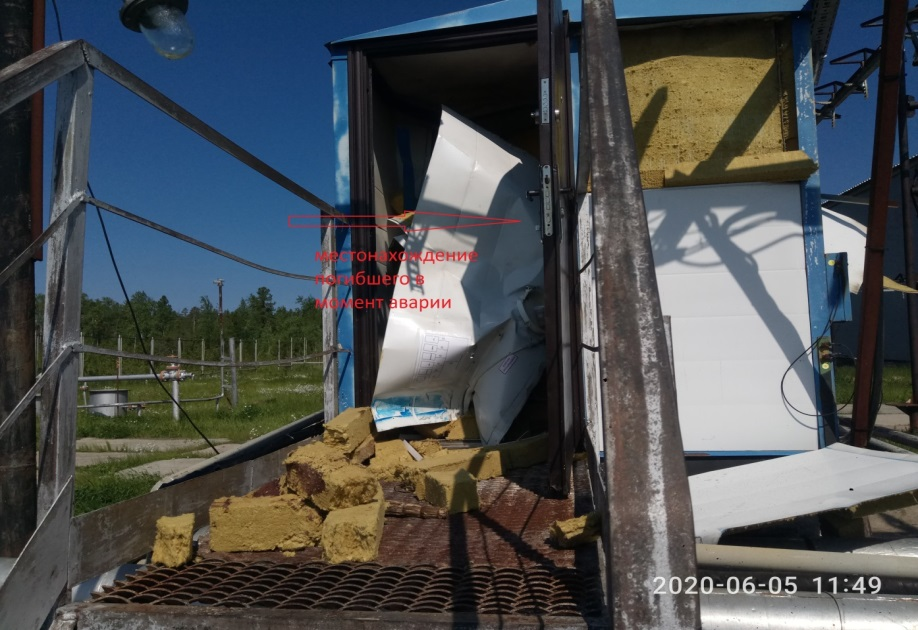 местонахождение
погибшего в
момент аварии
2020-06-05 11:49